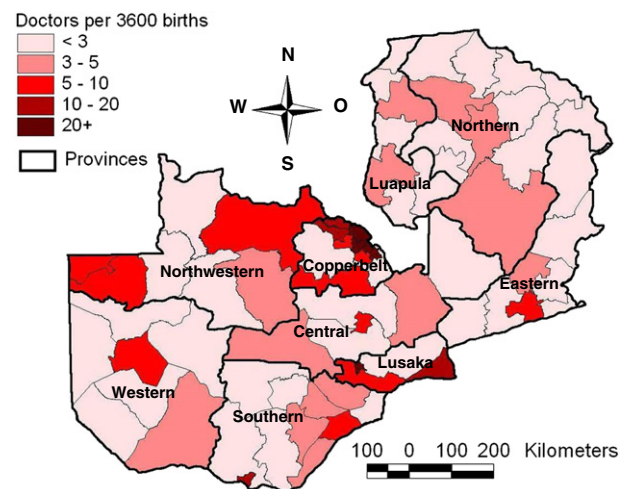 Doctors per 3600 births
< 3
3 - 5
5 - 10
10 - 20
20+
Provinces
N
W O
S
Northern
Luapula
Northwestern
Copperbelt
Eastern
Central
Lusaka
Western
Southern
100 0 100 200 Kilometers